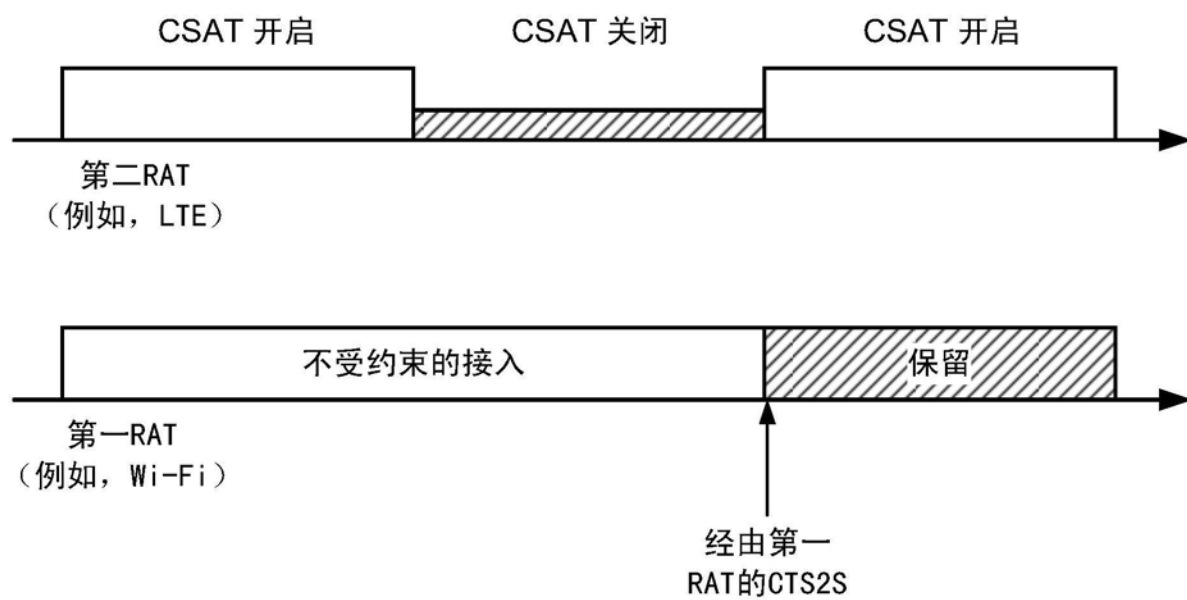 CSAT 开启
CSAT 关闭
CSAT 开启
第二RAT
（例如，LTE）
不受约束的接入
保留
第一RAT
（例如，Wi-Fi）
经由第一
RAT的CTS2S